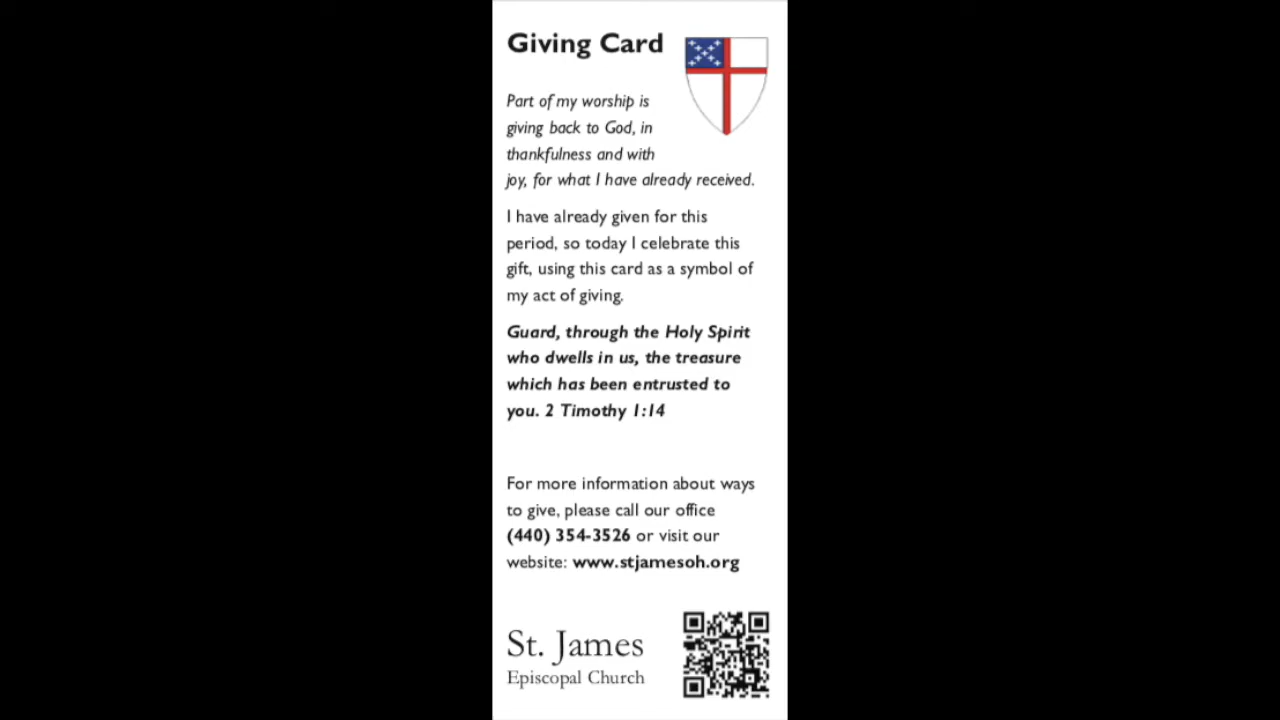 Giving Card
Part of my worship is
giving back to God, in
thankfulness and with
joy, for what I have already received.
I have already given for this
period, so today I celebrate this
gift, using this card as a symbol of
my act of giving.
Guard, through the Holy Spirit
who dwells in us, the treasure
which has been entrusted to
you. 2 Timothy 1:14
For more information about ways
to give, please call our office
(440) 354-3526 or visit our
website: www.stjamesoh.org
St. James
Episcopal Church